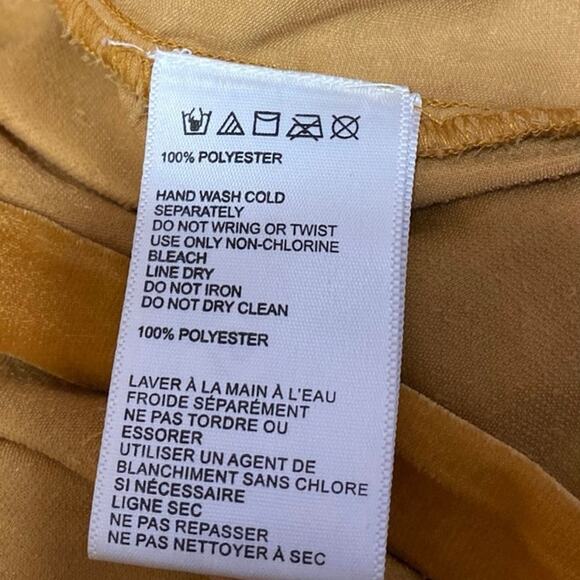 100% POLYESTER
HAND WASH COLD
SEPARATELY
DO NOT WRING OR TWIST
USE ONLY NON-CHLORINE
BLEACH
LINE DRY
DO NOT IRON
DO NOT DRY CLEAN
100% POLYESTER
LAVER À LA MAIN À L'EAU
FROIDE SÉPARÉMENT
NE PAS TORDRE OU
ESSORER
UTILISER UN AGENT DE
BLANCHIMENT SANS CHLORE
SI NÉCESSAIRE
LIGNE SEC
NE PAS REPASSER
NE PAS NETTOYER À SEC